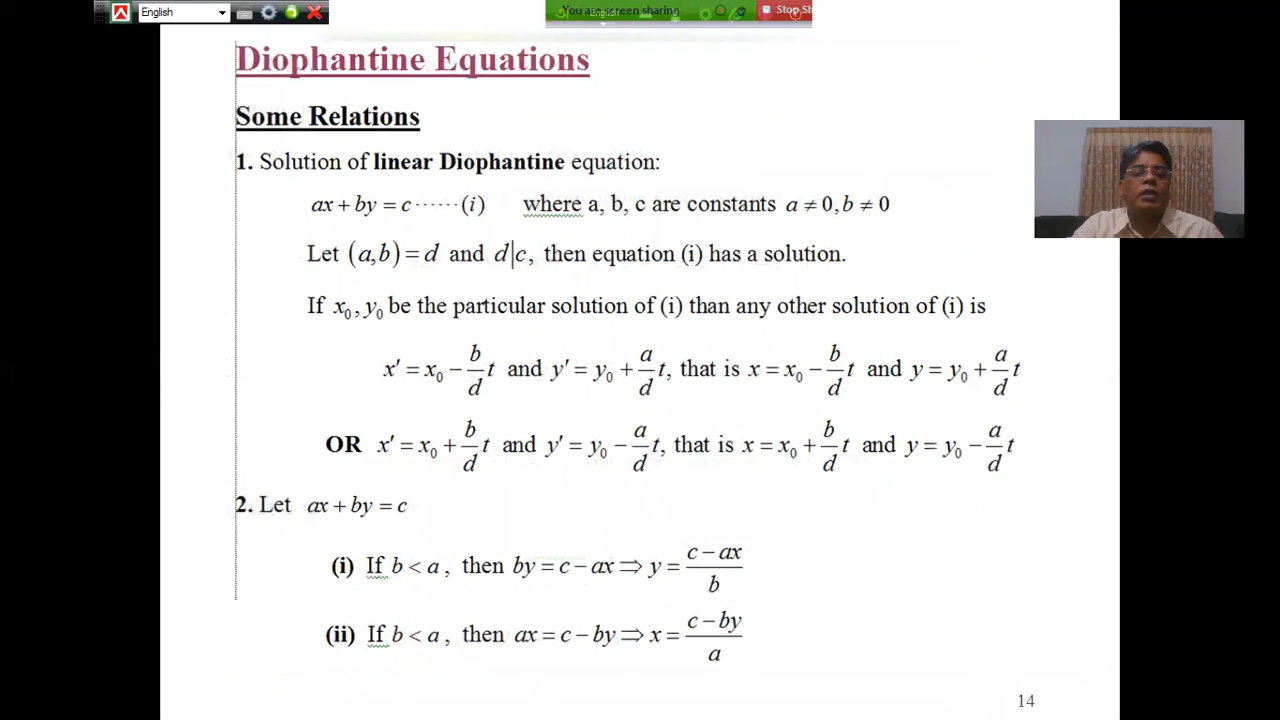 English
You are screen sharing
Stop Sh
Diophantine Equations
Some Relations
1. Solution of linear Diophantine equation:
ax + by = c ⋯⋯ (i) where a, b, c are constants a ≠ 0, b ≠ 0
Let (a,b) = d and d|c, then equation (i) has a solution.
If x₀, y₀ be the particular solution of (i) than any other solution of (i) is
x′ = x₀ − b/d t and y′ = y₀ + a/d t, that is x = x₀ − b/d t and y = y₀ + a/d t
OR x′ = x₀ + b/d t and y′ = y₀ − a/d t, that is x = x₀ + b/d t and y = y₀ − a/d t
2. Let ax + by = c
(i) If b < a , then by = c − ax ⇒ y = c − ax/b
(ii) If b < a , then ax = c − by ⇒ x = c − by/a
14